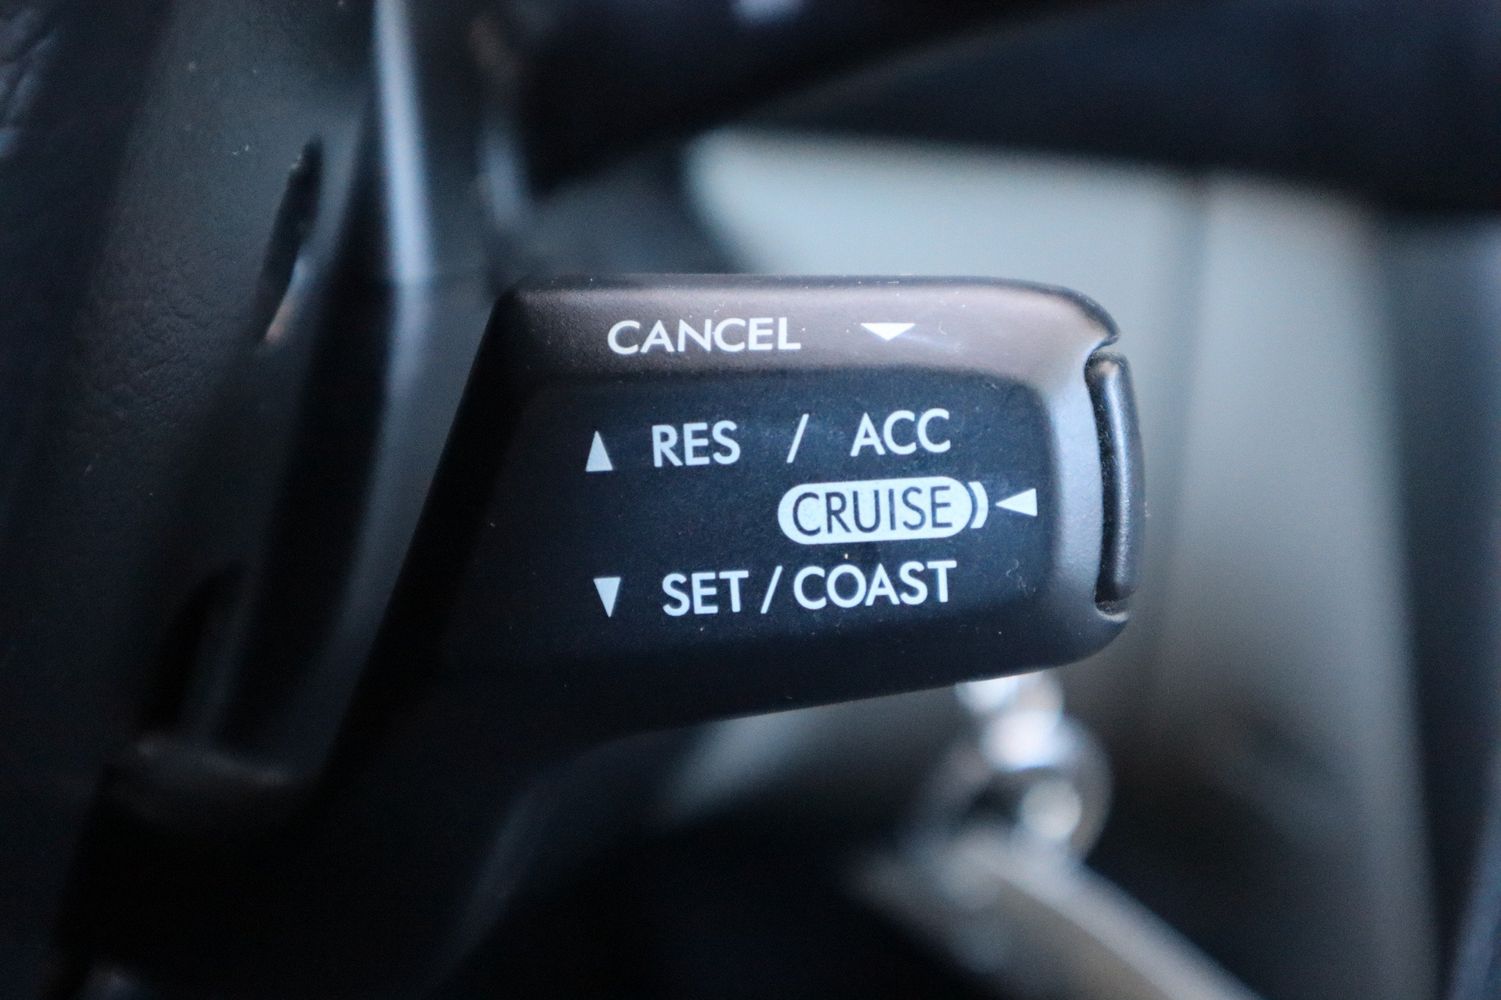 CANCEL
RES / ACC
CRUISE
SET / COAST